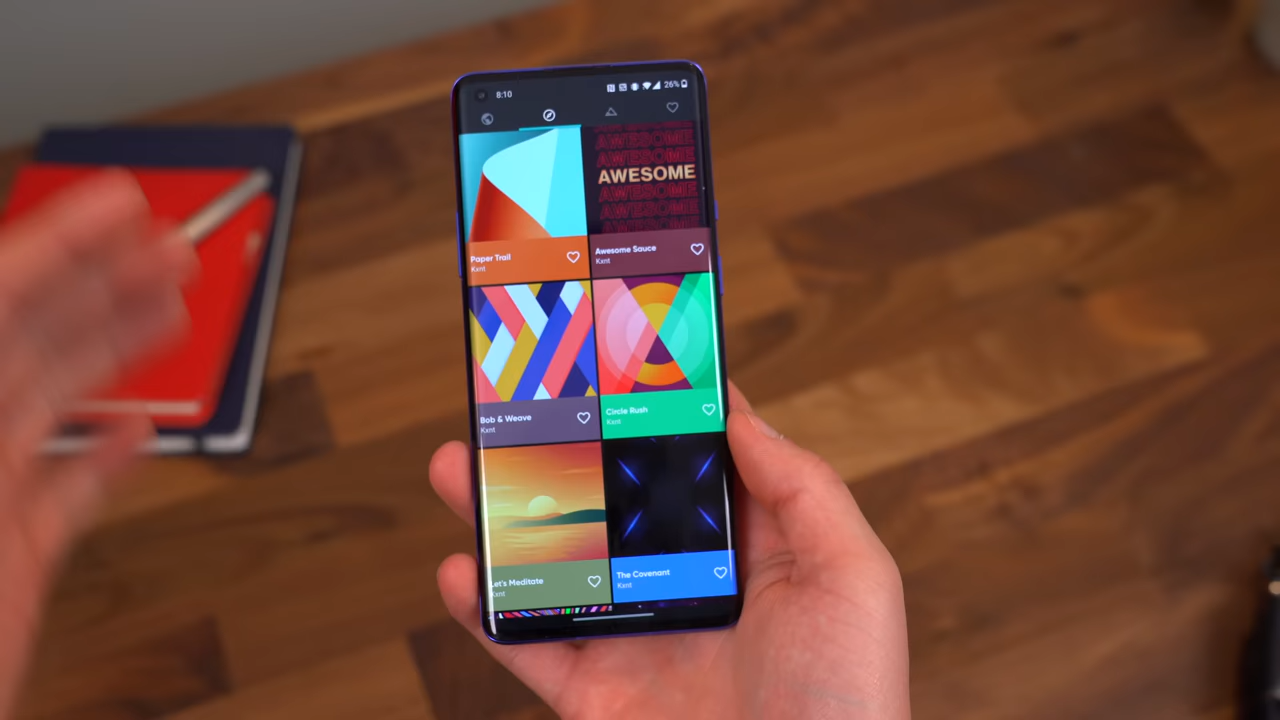 8:10
26%
AWESOME
AWESOME
AWESOME
AWESOME
AWESOME
Paper Trail
Kxnt
Awesome Sauce
Kxnt
Bob & Weave
Kxnt
Circle Rush
Kxnt
Let's Meditate
Kxnt
The Covenant
Kxnt